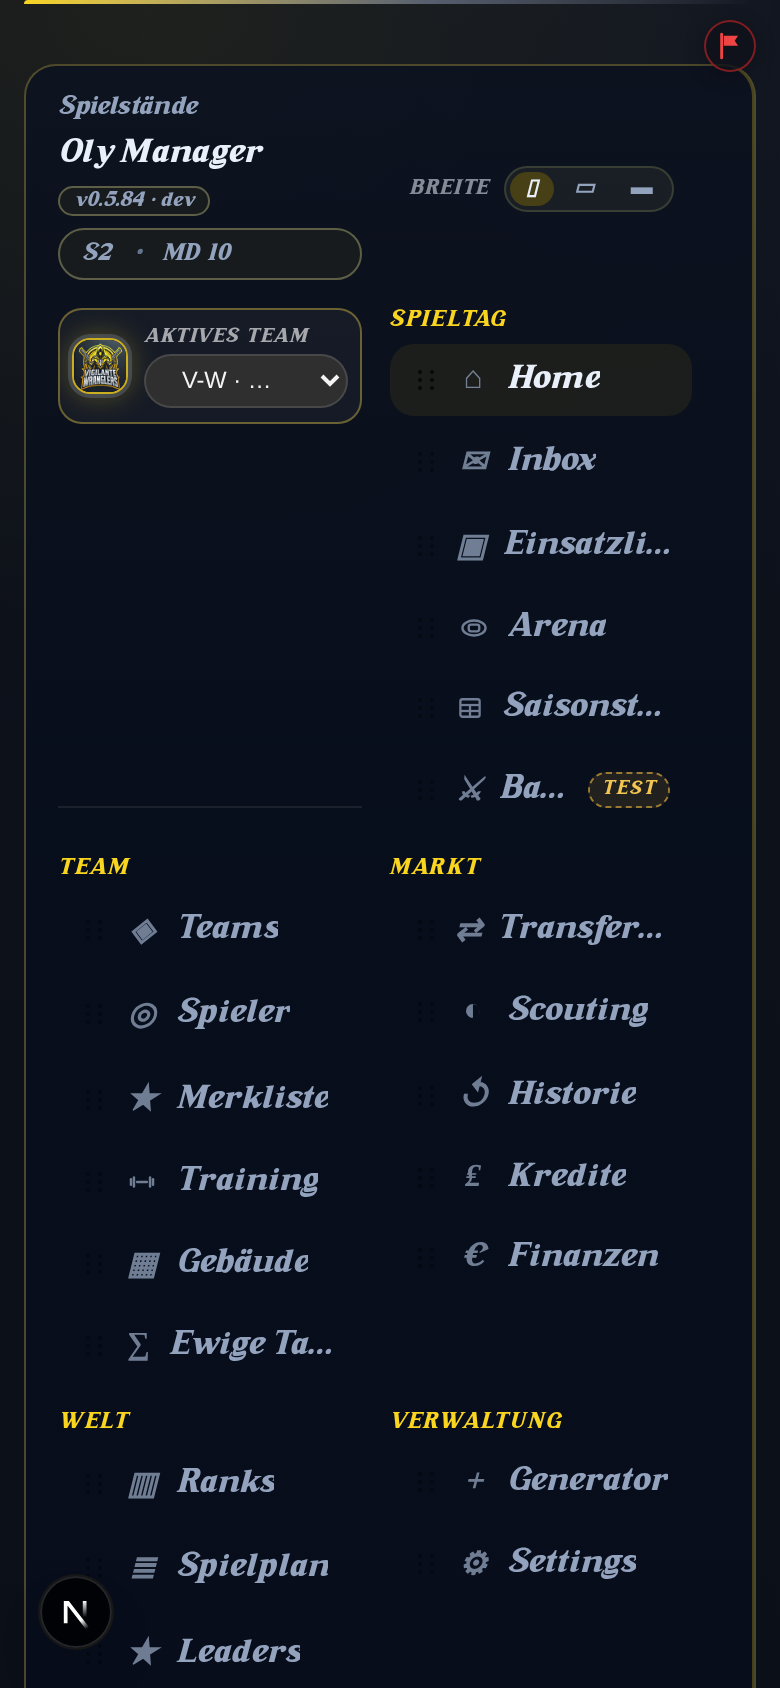 Spielstände
Oly Manager
v0.5.84 · dev
BREITE
S2 · MD 10
AKTIVES TEAM
VIGILANTE
WRANGLERS
V-W · ...
SPIELTAG
Home
Inbox
Einsatzli...
Arena
Saisonst...
Ba... TEST
TEAM
Teams
Spieler
Merkliste
Training
Gebäude
Ewige Ta...
MARKT
Transfer...
Scouting
Historie
Kredite
Finanzen
WELT
Ranks
Spielplan
Leaders
VERWALTUNG
Generator
Settings
N